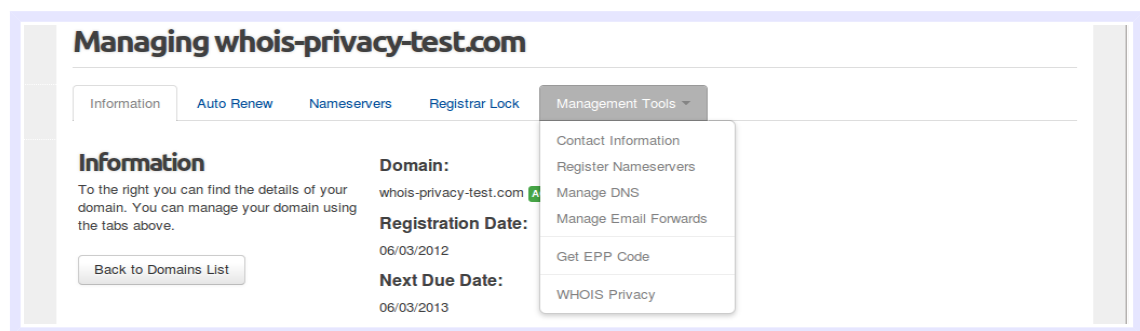 Managing whois-privacy-test.com
Information
Auto Renew
Nameservers
Registrar Lock
Management Tools
Contact Information
Register Nameservers
Manage DNS
Manage Email Forwards
Get EPP Code
WHOIS Privacy
Information
To the right you can find the details of your
domain. You can manage your domain using
the tabs above.
Back to Domains List
Domain:
whois-privacy-test.com
Registration Date:
06/03/2012
Next Due Date:
06/03/2013